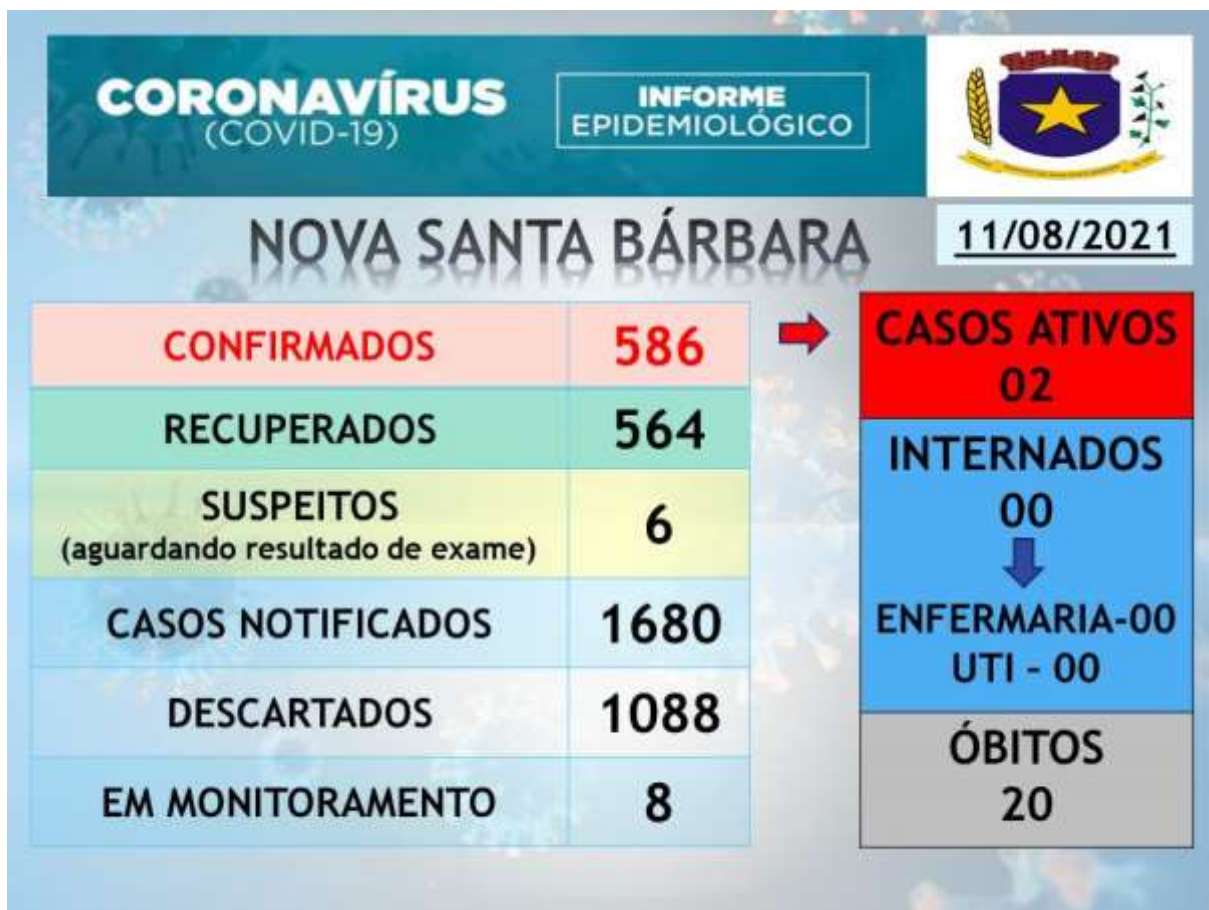 CORONAVÍRUS
(COVID-19)
INFORME
EPIDEMIOLÓGICO
NOVA SANTA BÁRBARA
11/08/2021
CONFIRMADOS 586
RECUPERADOS 564
SUSPEITOS
(aguardando resultado de exame) 6
CASOS NOTIFICADOS 1680
DESCARTADOS 1088
EM MONITORAMENTO 8
CASOS ATIVOS
02
INTERNADOS
00
ENFERMARIA-00
UTI – 00
ÓBITOS
20